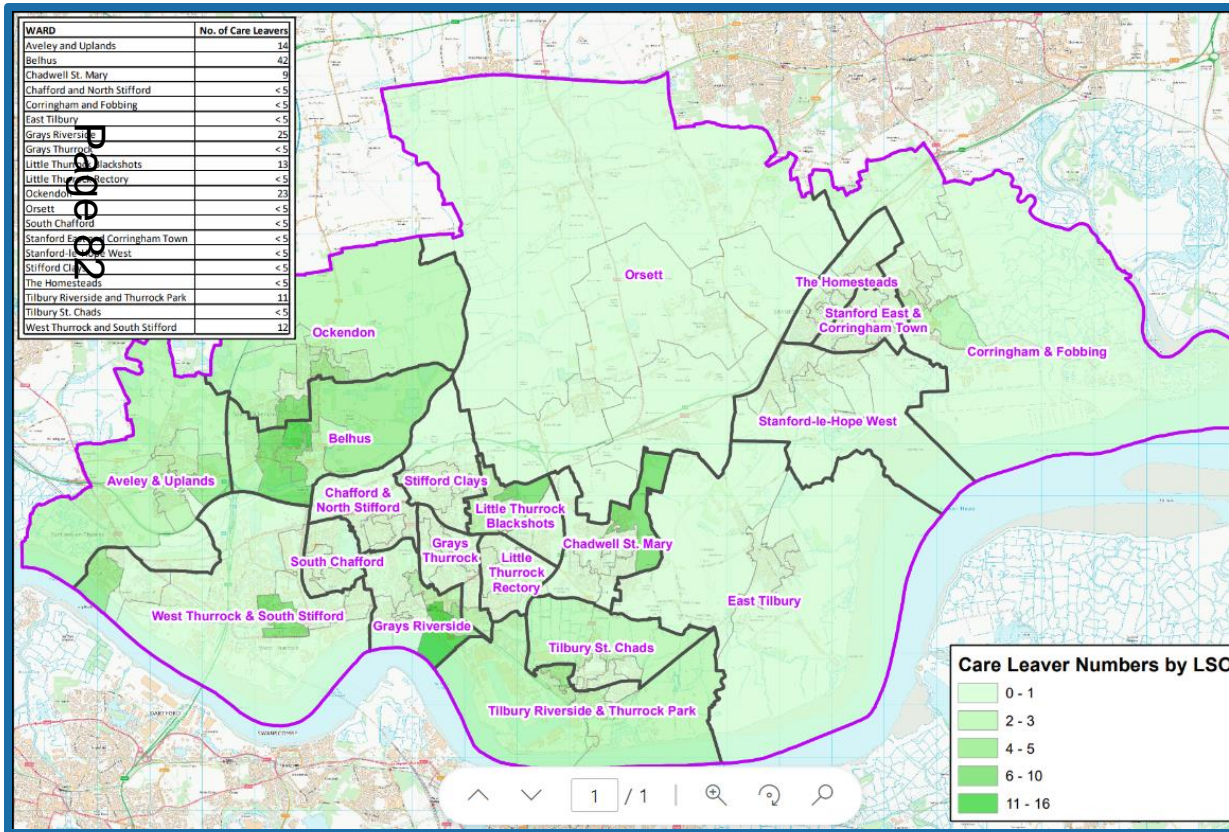 WARD No. of Care Leavers
Aveley and Uplands 14
Belhus 42
Chadwell St. Mary 9
Chafford and North Stifford < 5
Corringham and Fobbing < 5
East Tilbury < 5
Grays Riverside 25
Grays Thurrock < 5
Little Thurrock Blackshots 13
Little Thurrock Rectory < 5
Ockendon 23
Orsett < 5
South Chafford < 5
Stanford East and Corringham Town < 5
Stanford-le-Hope West < 5
Stifford Clays < 5
The Homesteads < 5
Tilbury Riverside and Thurrock Park 11
Tilbury St. Chads < 5
West Thurrock and South Stifford 12
Page 82
Orsett
The Homesteads
Stanford East &
Corringham Town
Corringham & Fobbing
Ockendon
Stanford-le-Hope West
Belhus
Aveley & Uplands
Stifford Clays
Chafford &
North Stifford
Little Thurrock
Blackshots
Chadwell St. Mary
Grays
Thurrock
South Chafford
Little
Thurrock
Rectory
East Tilbury
West Thurrock & South Stifford
Grays Riverside
Tilbury St. Chads
Tilbury Riverside & Thurrock Park
DARTFORD
SWANSCOMBE
Care Leaver Numbers by LSO
0 - 1
2 - 3
4 - 5
6 - 10
11 - 16
1 / 1